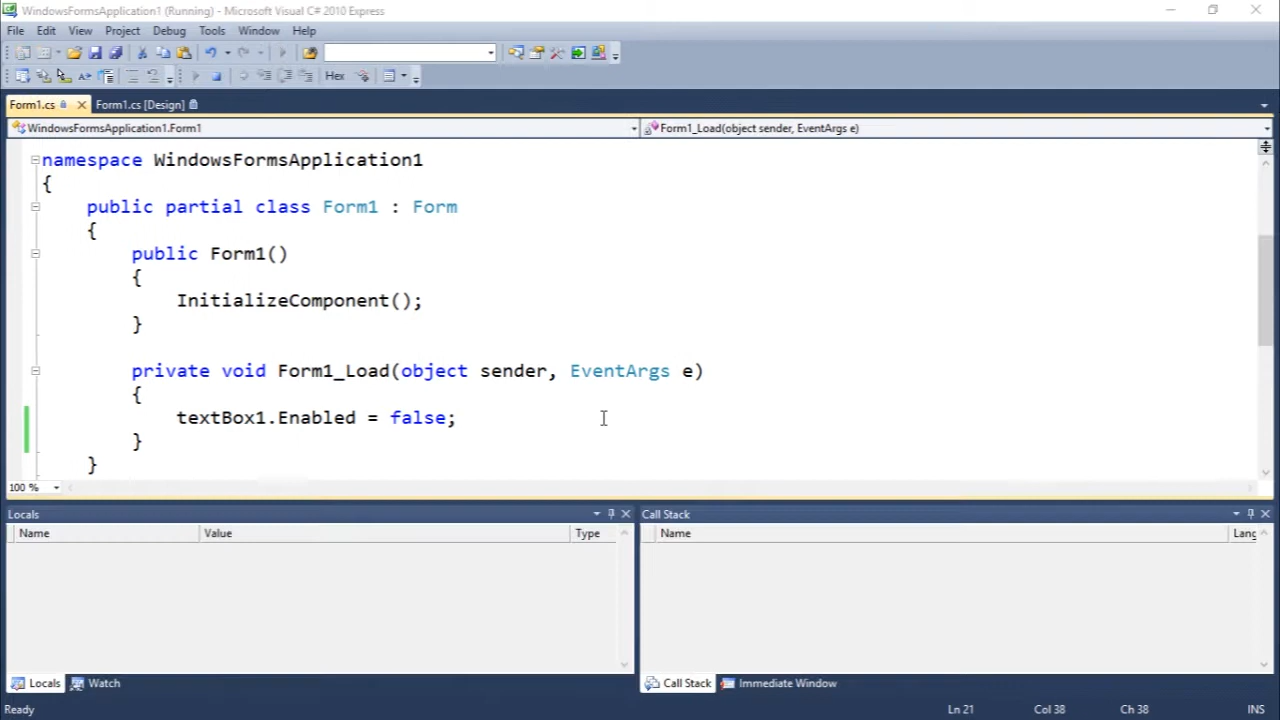 WindowsFormsApplication1 (Running) - Microsoft Visual C# 2010 Express
File Edit View Project Debug Tools Window Help
Hex
Form1.cs Form1.cs [Design]
WindowsFormsApplication1.Form1 Form1_Load(object sender, EventArgs e)
namespace WindowsFormsApplication1
{
public partial class Form1 : Form
{
public Form1()
{
InitializeComponent();
}
private void Form1_Load(object sender, EventArgs e)
{
textBox1.Enabled = false;
}
}
100 %
Locals Call Stack
Name Value Type Name Lang
Locals Watch Call Stack Immediate Window
Ready Ln 21 Col 38 Ch 38 INS